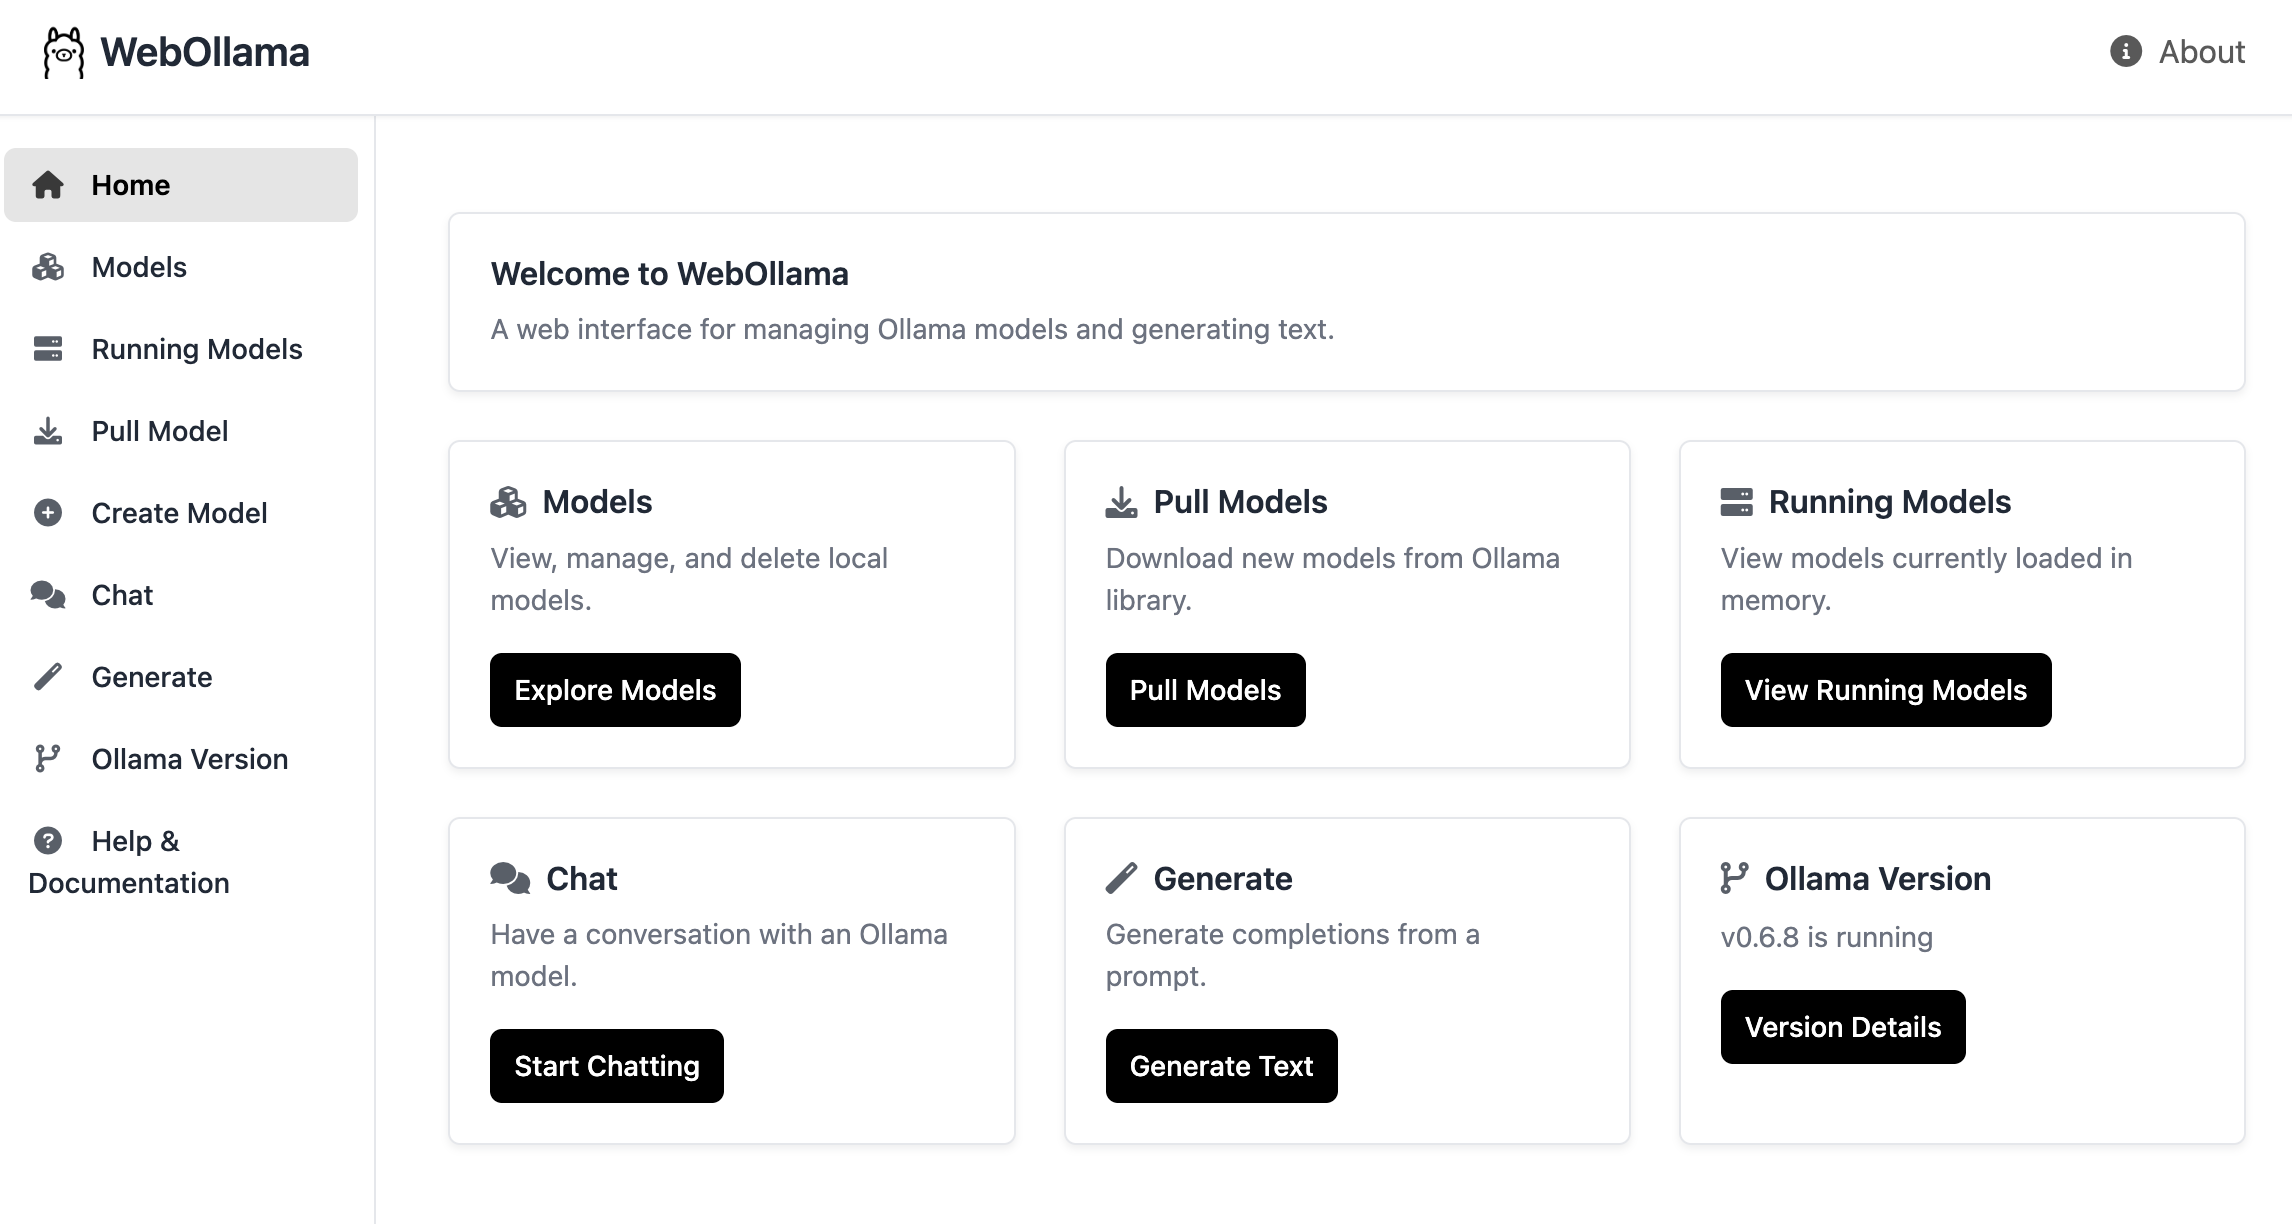 WebOllama
About
Home
Models
Running Models
Pull Model
Create Model
Chat
Generate
Ollama Version
Help &
Documentation
Welcome to WebOllama
A web interface for managing Ollama models and generating text.
Models
View, manage, and delete local
models.
Explore Models
Pull Models
Download new models from Ollama
library.
Pull Models
Running Models
View models currently loaded in
memory.
View Running Models
Chat
Have a conversation with an Ollama
model.
Start Chatting
Generate
Generate completions from a
prompt.
Generate Text
Ollama Version
v0.6.8 is running
Version Details